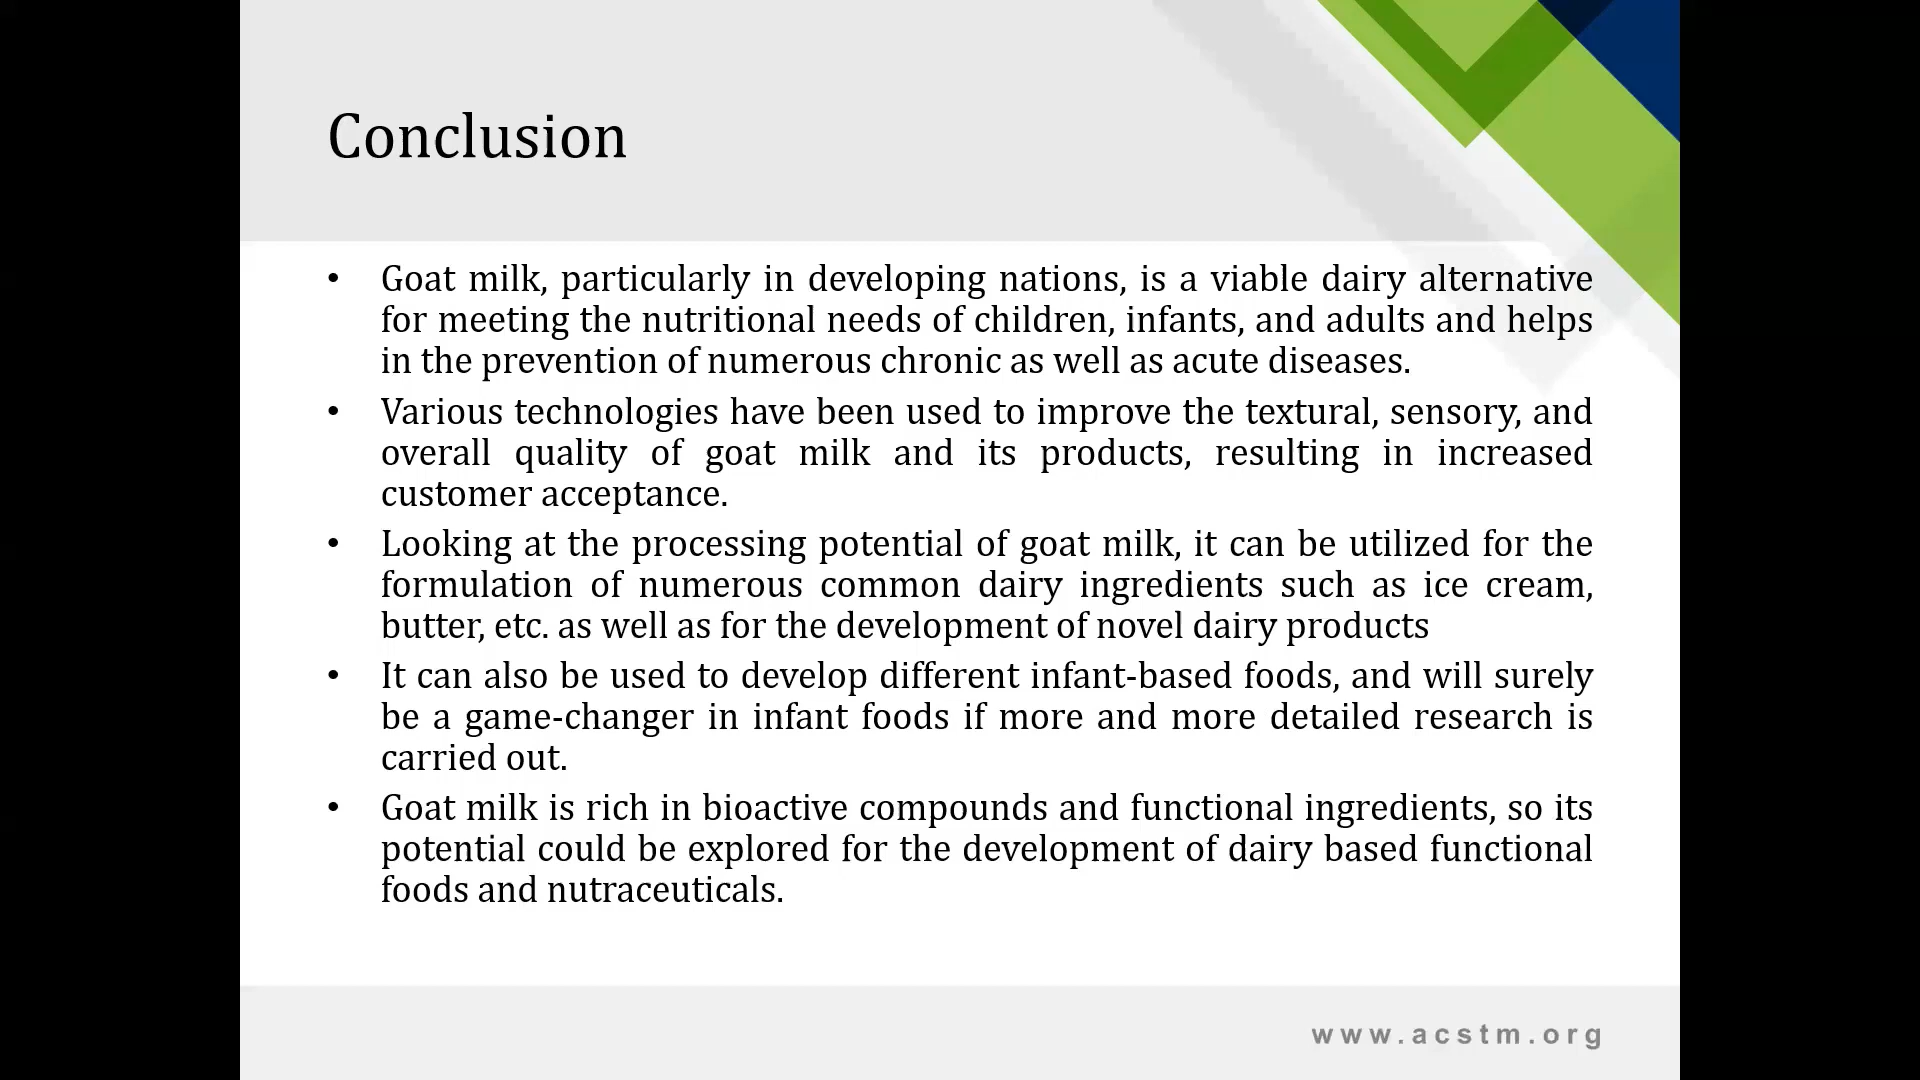 Conclusion
• Goat milk, particularly in developing nations, is a viable dairy alternative
for meeting the nutritional needs of children, infants, and adults and helps
in the prevention of numerous chronic as well as acute diseases.
• Various technologies have been used to improve the textural, sensory, and
overall quality of goat milk and its products, resulting in increased
customer acceptance.
• Looking at the processing potential of goat milk, it can be utilized for the
formulation of numerous common dairy ingredients such as ice cream,
butter, etc. as well as for the development of novel dairy products
• It can also be used to develop different infant-based foods, and will surely
be a game-changer in infant foods if more and more detailed research is
carried out.
• Goat milk is rich in bioactive compounds and functional ingredients, so its
potential could be explored for the development of dairy based functional
foods and nutraceuticals.
www.acstm.org